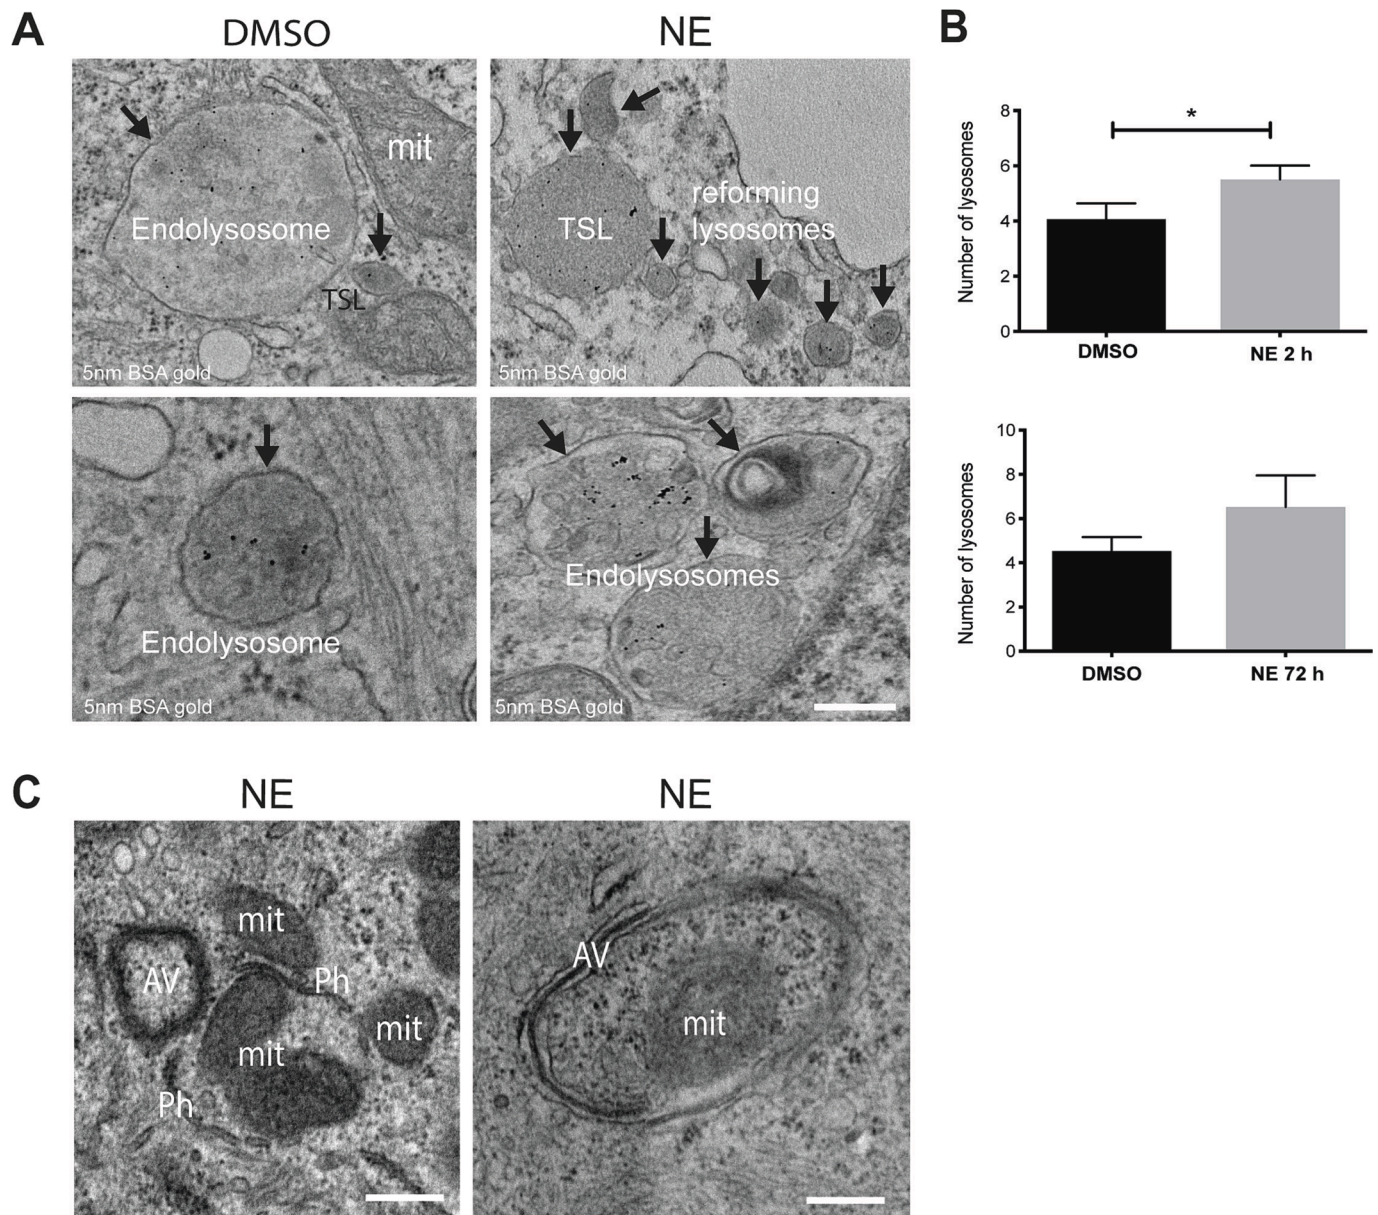 A
DMSO
NE
mit
Endolysosome
TSL
5nm BSA gold
TSL
reforming
lysosomes
5nm BSA gold
Endolysosome
5nm BSA gold
Endolysosomes
5nm BSA gold
B
Number of lysosomes
8
6
4
2
0
*
DMSO
NE 2 h
Number of lysosomes
10
8
6
4
2
0
DMSO
NE 72 h
C
NE
NE
mit
AV
Ph
mit
mit
Ph
AV
mit